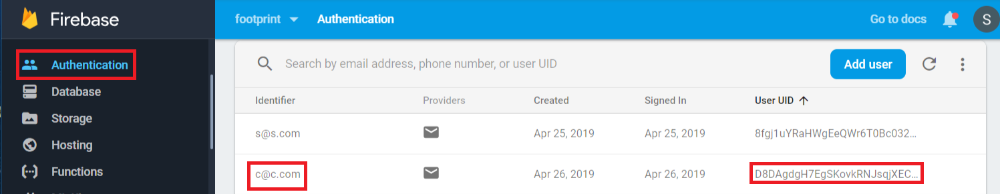 Firebase
footprint Authentication Go to docs S
Authentication
Database
Storage
Hosting
Functions
Search by email address, phone number, or user UID Add user
Identifier Providers Created Signed In User UID
s@s.com Apr 25, 2019 Apr 25, 2019 8fgj1uYRaHWgEeQWr6T0Bc032...
c@c.com Apr 26, 2019 Apr 26, 2019 D8DAgdgH7EgSKovkRNJsqjXEC...